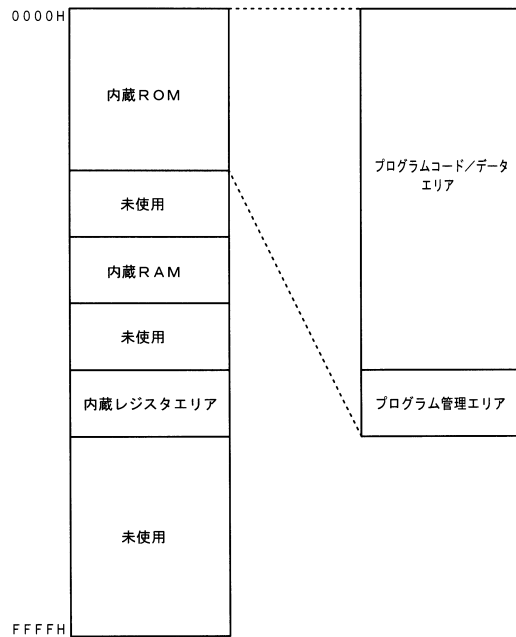 0000H
内蔵ROM
未使用
内蔵RAM
未使用
内蔵レジスタエリア
未使用
FFFFH
プログラムコード/データ
エリア
プログラム管理エリア